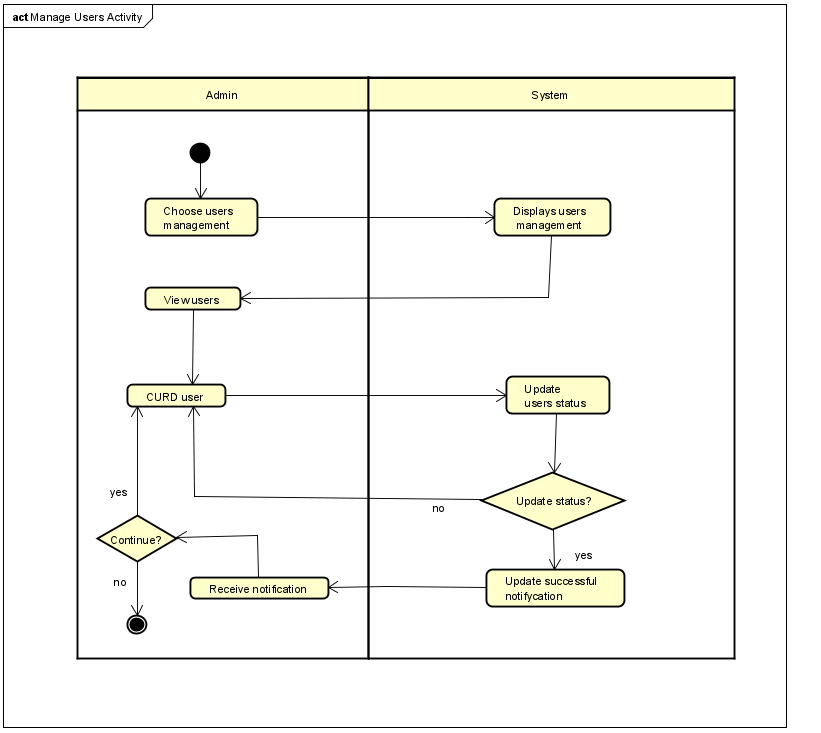 act Manage Users Activity
Admin
System
Choose users
management
Displays users
management
View users
CURD user
Update
users status
yes
no
Update status?
Continue?
yes
no
Receive notification
Update successful
notifycation